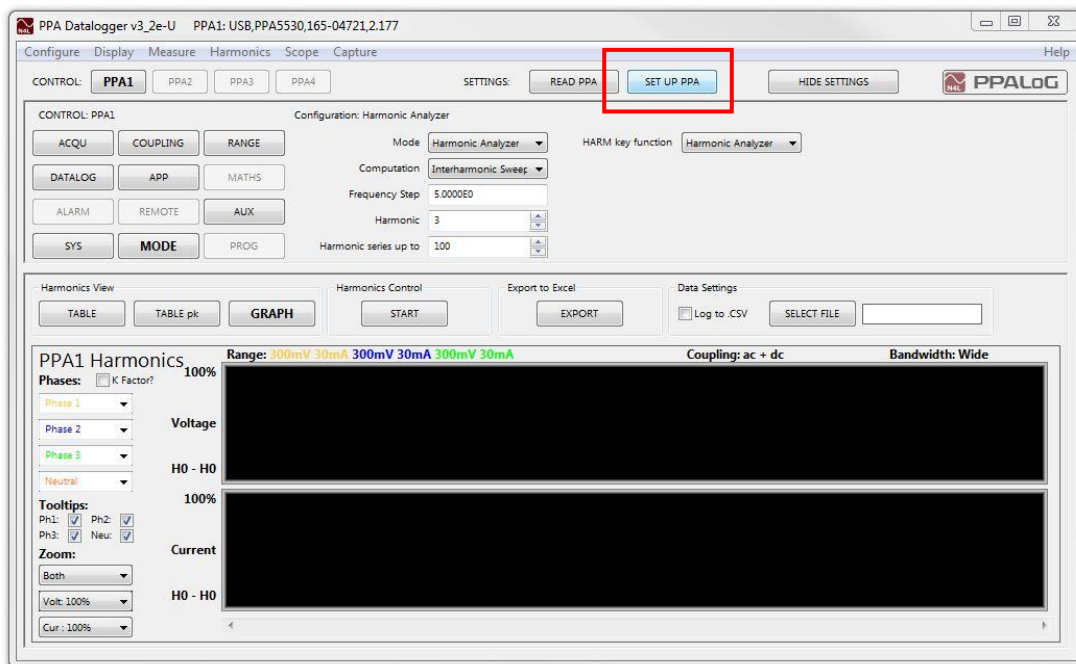 PPA Datalogger v3_2e-U PPA1: USB,PPA5530,165-04721,2.177
Configure Display Measure Harmonics Scope Capture Help
CONTROL: PPA1 PPA2 PPA3 PPA4 SETTINGS: READ PPA SET UP PPA HIDE SETTINGS N4L PPALoG
CONTROL: PPA1 Configuration: Harmonic Analyzer
ACQU COUPLING RANGE Mode Harmonic Analyzer HARM key function Harmonic Analyzer
DATALOG APP MATHS Computation Interharmonic Sweep
Frequency Step 5.0000E0
ALARM REMOTE AUX Harmonic 3
SYS MODE PROG Harmonic series up to 100
Harmonics View Harmonics Control Export to Excel Data Settings
TABLE TABLE pk GRAPH START EXPORT Log to .CSV SELECT FILE
PPA1 Harmonics Range: 300mV 30mA 300mV 30mA 300mV 30mA Coupling: ac + dc Bandwidth: Wide
100%
Phases: K Factor?
Phase 1
Phase 2 Voltage
Phase 3
H0 - H0
Neutral
100%
Tooltips:
Ph1: Ph2:
Ph3: Neu:
Zoom: Current
Both
Volt: 100% H0 - H0
Cur : 100%